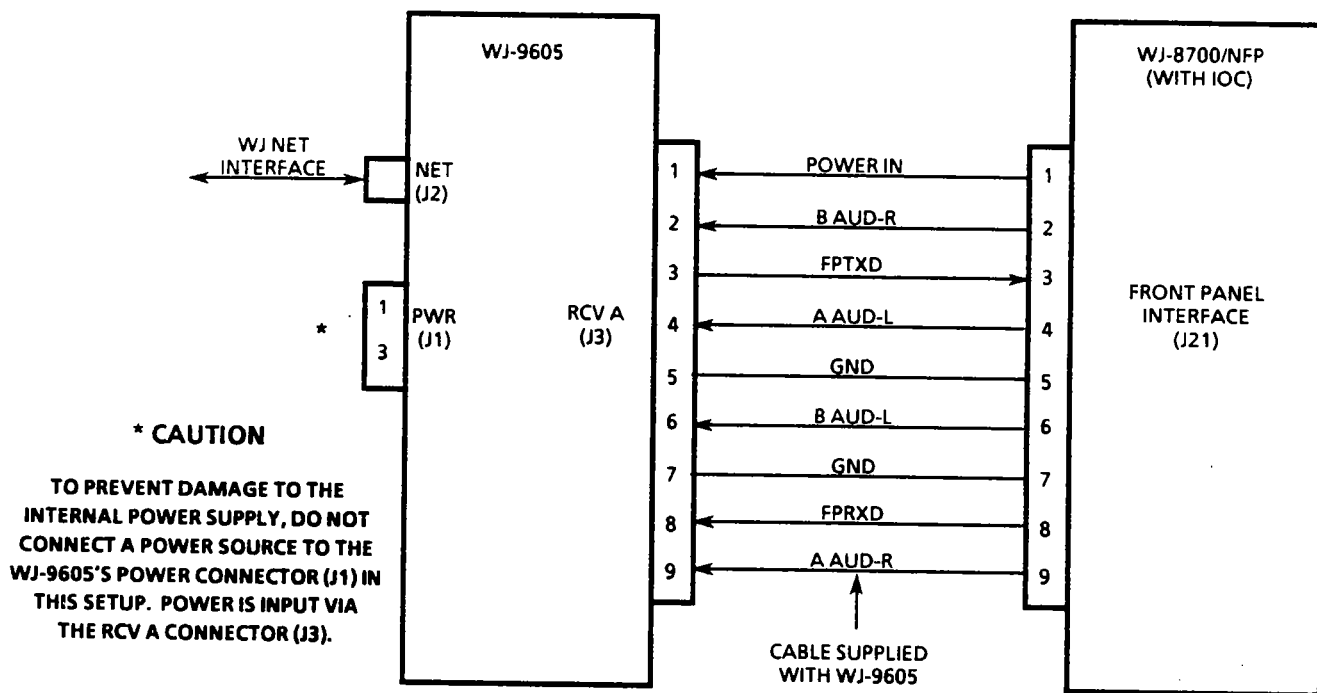 WJ-9605
WJ-8700/NFP
(WITH IOC)
WJ NET
INTERFACE
NET
(J2)
1
3
*
PWR
(J1)
RCV A
(J3)
1
2
3
4
5
6
7
8
9
POWER IN
B AUD-R
FPTXD
A AUD-L
GND
B AUD-L
GND
FPRXD
A AUD-R
1
2
3
4
5
6
7
8
9
FRONT PANEL
INTERFACE
(J21)
* CAUTION
TO PREVENT DAMAGE TO THE
INTERNAL POWER SUPPLY, DO NOT
CONNECT A POWER SOURCE TO THE
WJ-9605'S POWER CONNECTOR (J1) IN
THIS SETUP. POWER IS INPUT VIA
THE RCV A CONNECTOR (J3).
CABLE SUPPLIED
WITH WJ-9605